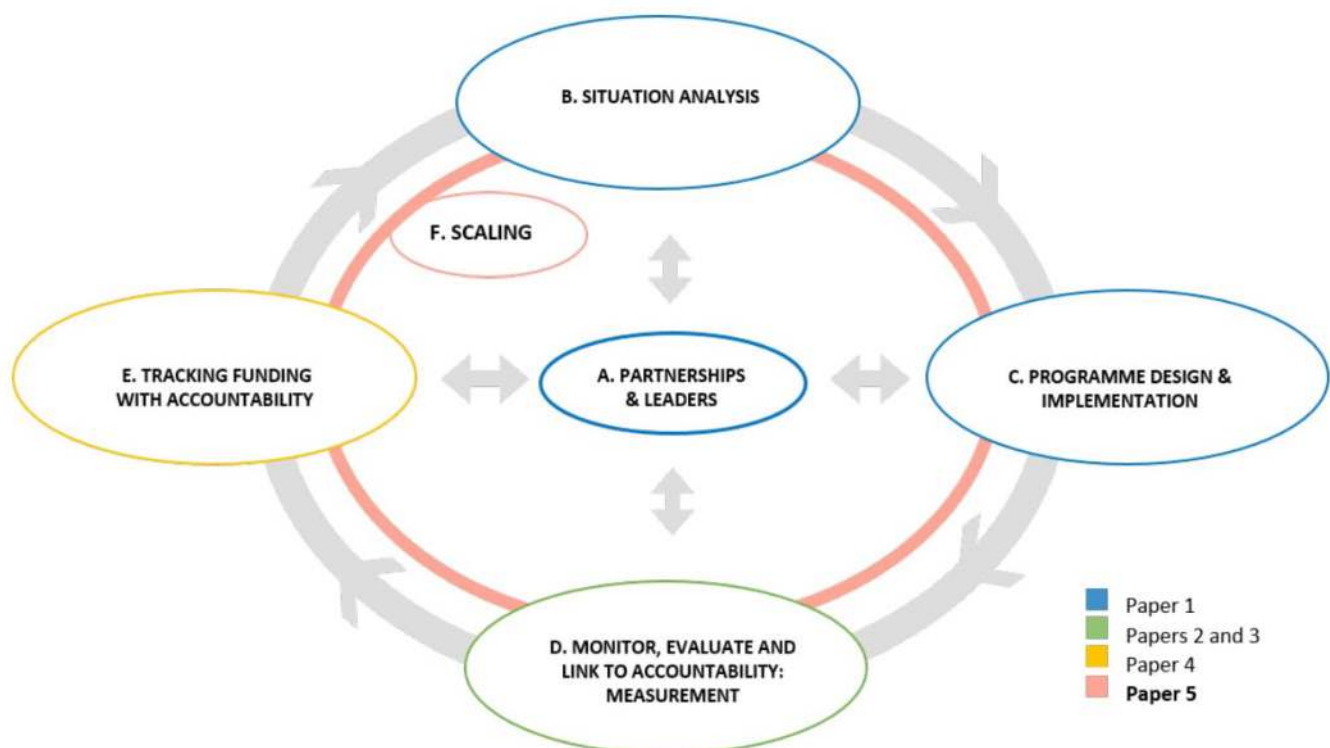 B. SITUATION ANALYSIS
F. SCALING
E. TRACKING FUNDING
WITH ACCOUNTABILITY
A. PARTNERSHIPS
& LEADERS
C. PROGRAMME DESIGN &
IMPLEMENTATION
D. MONITOR, EVALUATE AND
LINK TO ACCOUNTABILITY:
MEASUREMENT
Paper 1
Papers 2 and 3
Paper 4
Paper 5